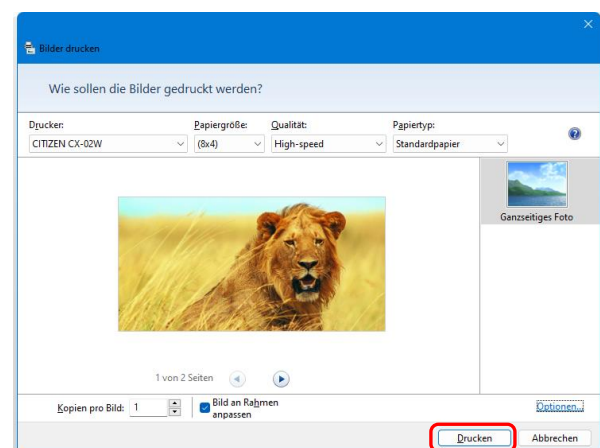 Bilder drucken
Wie sollen die Bilder gedruckt werden?
Drucker: Papiergröße: Qualität: Papiertyp:
CITIZEN CX-02W (8x4) High-speed Standardpapier
Ganzseitiges Foto
1 von 2 Seiten
Kopien pro Bild: 1 Bild an Rahmen
anpassen
Optionen...
Drucken Abbrechen